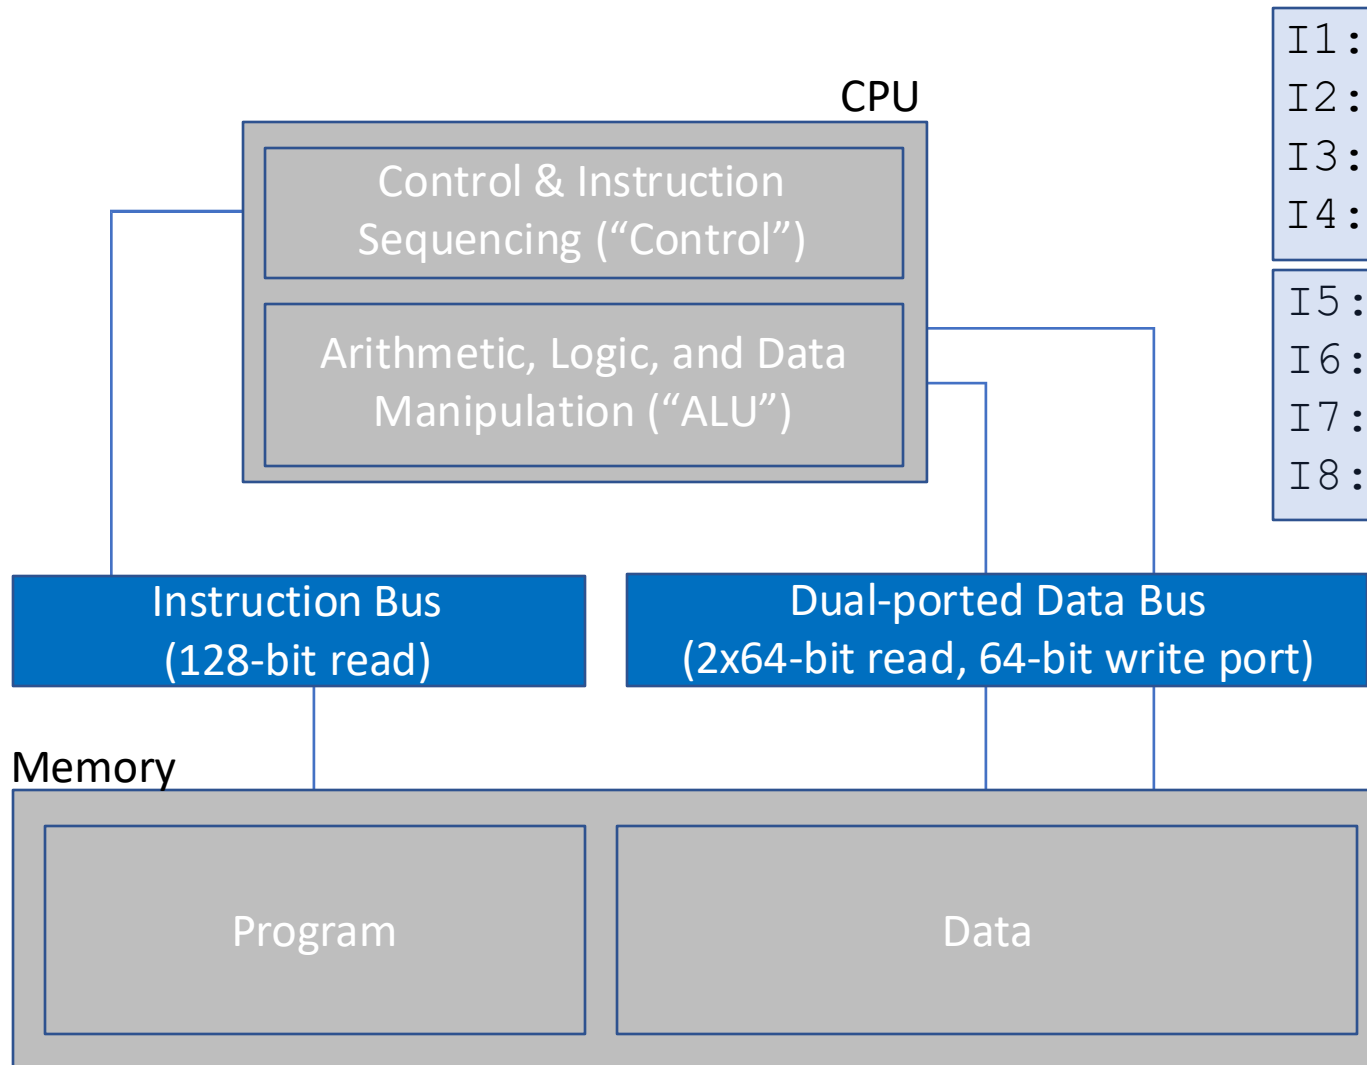 CPU
Control & Instruction
Sequencing (“Control”)
Arithmetic, Logic, and Data
Manipulation (“ALU”)
I1:
I2:
I3:
I4:
I5:
I6:
I7:
I8:
Instruction Bus
(128-bit read)
Dual-ported Data Bus
(2x64-bit read, 64-bit write port)
Memory
Program
Data